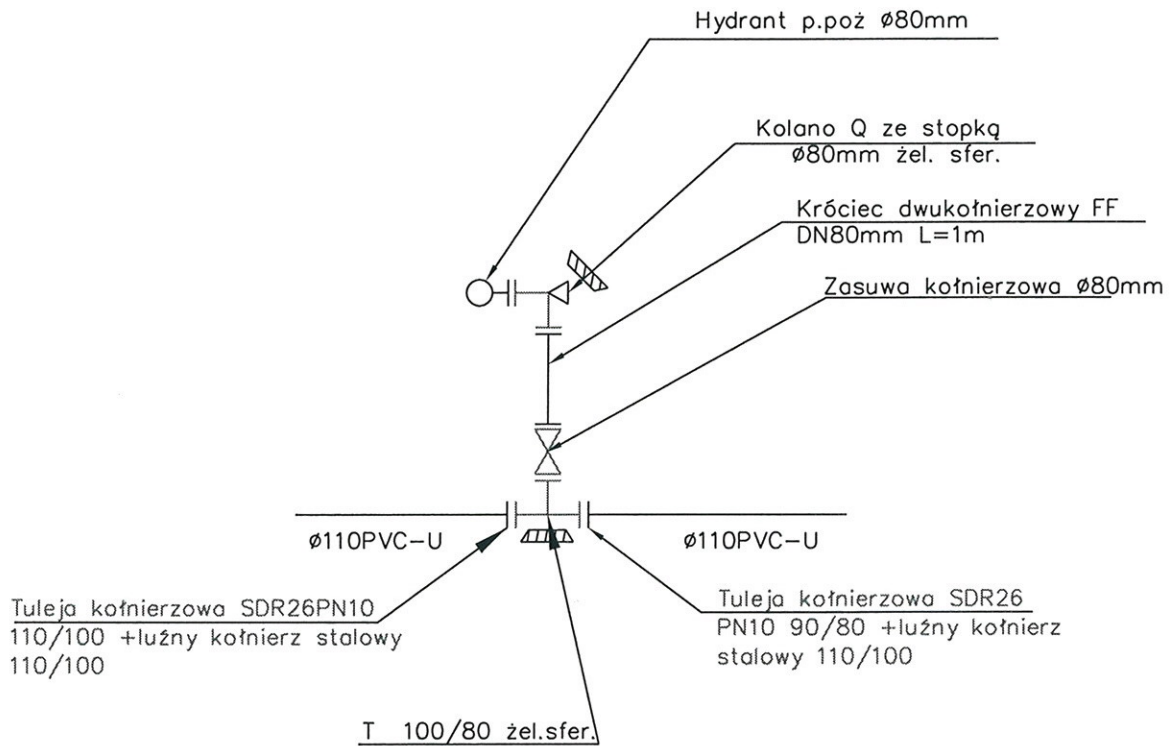 Hydrant p.poż ø80mm
Kolano Q ze stopką
ø80mm żel. sfer.
Króciec dwukołnierzowy FF
DN80mm L=1m
Zasuwa kołnierzowa ø80mm
ø110PVC-U
ø110PVC-U
Tuleja kołnierzowa SDR26PN10
110/100 +luźny kołnierz stalowy
110/100
Tuleja kołnierzowa SDR26
PN10 90/80 +luźny kołnierz
stalowy 110/100
T 100/80 żel.sfer.